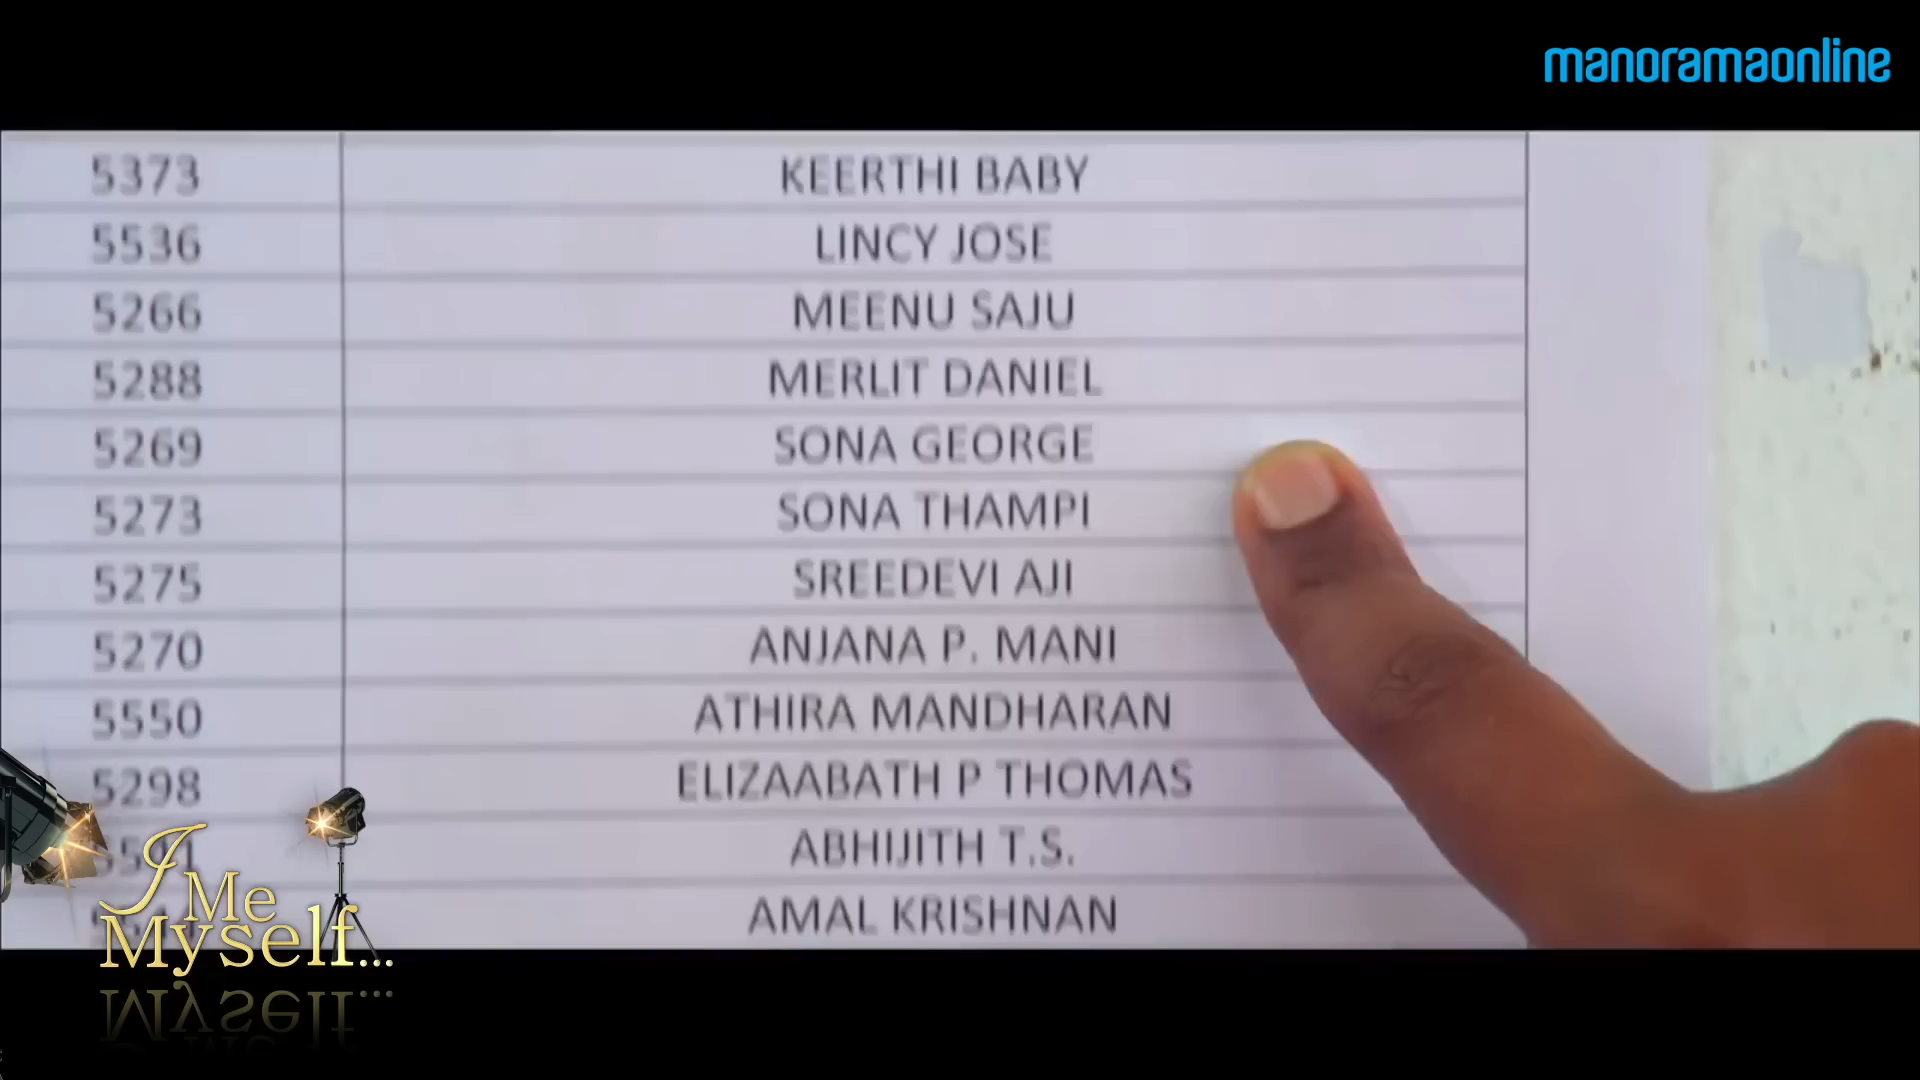 manoramaonline
5373 KEERTHI BABY
5536 LINCY JOSE
5266 MEENU SAJU
5288 MERLIT DANIEL
5269 SONA GEORGE
5273 SONA THAMPI
5275 SREEDEVI AJI
5270 ANJANA P. MANI
5550 ATHIRA MANDHARAN
5298 ELIZAABATH P THOMAS
ABHIJITH T.S.
AMAL KRISHNAN
I
Me
Myself...